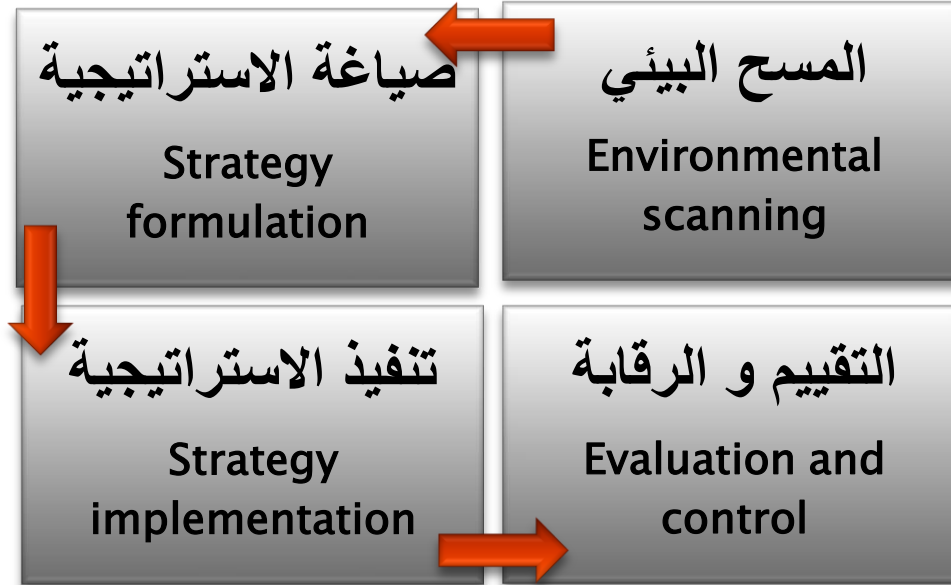 المسح البيئي
Environmental
scanning
صياغة الاستراتيجية
Strategy
formulation
تنفيذ الاستراتيجية
Strategy
implementation
التقييم و الرقابة
Evaluation and
control